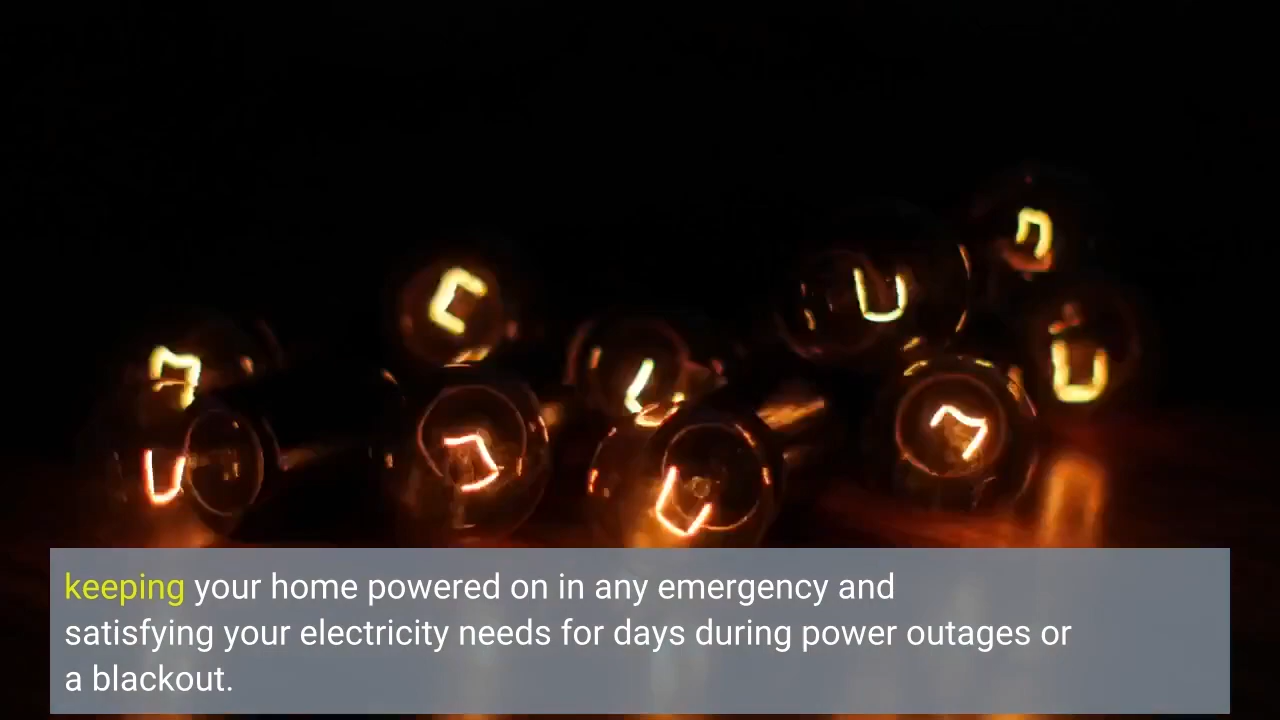 keeping your home powered on in any emergency and
satisfying your electricity needs for days during power outages or
a blackout.